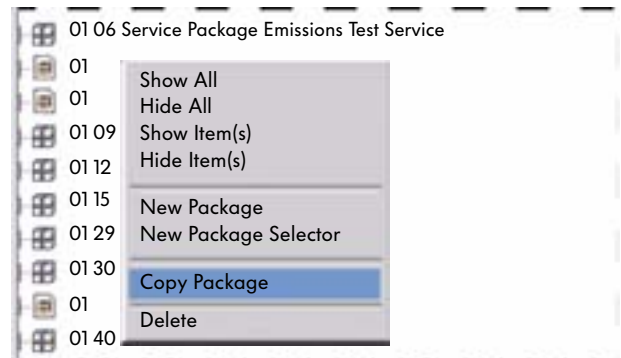 01 06 Service Package Emissions Test Service
01
Show All
01
Hide All
01 09
Show Item(s)
01 12
Hide Item(s)
01 15
New Package
01 29
New Package Selector
01 30
Copy Package
01
Delete
01 40